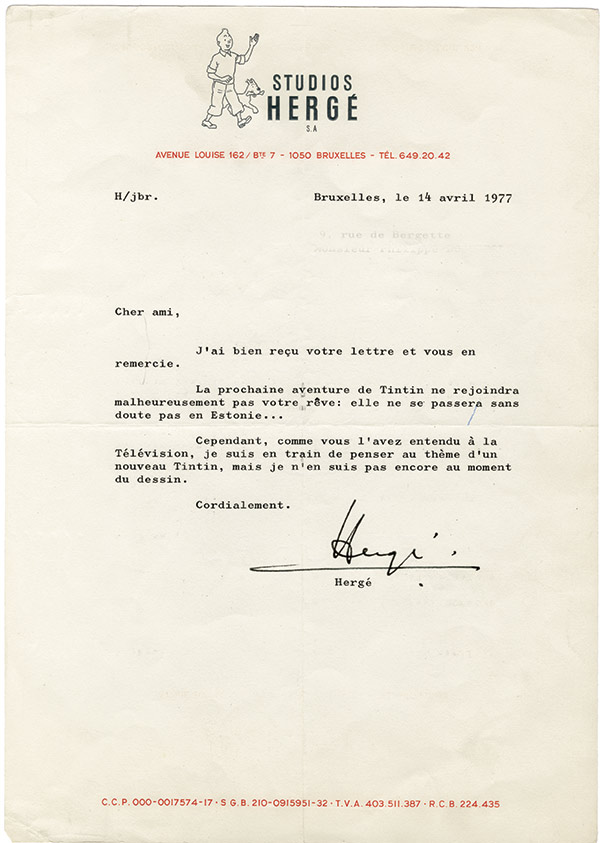 STUDIOS
HERGÉ
S.A
AVENUE LOUISE 162 / BTE 7 - 1050 BRUXELLES - TÉL. 649.20.42
H/jbr.
Bruxelles, le 14 avril 1977
9. rue de Bergette
Cher ami,
J'ai bien reçu votre lettre et vous en
remercie.
La prochaine aventure de Tintin ne rejoindra
malheureusement pas votre rêve: elle ne se passera sans
doute pas en Estonie...
Cependant, comme vous l'avez entendu à la
Télévision, je suis en train de penser au thème d'un
nouveau Tintin, mais je n'en suis pas encore au moment
du dessin.
Cordialement.
Hergé
Hergé
C.C.P. 000-0017574-17 · S G.B. 210-0915951-32 · T.V.A. 403.511.387 · R.C.B. 224.435